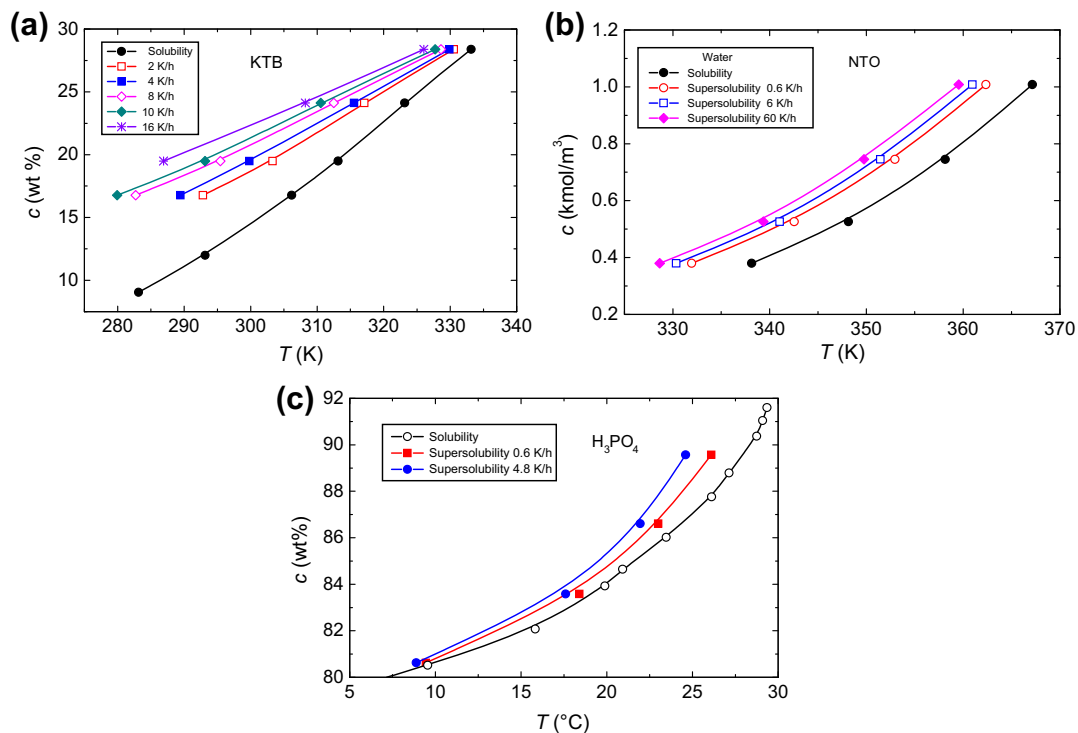 (a)
30
25
20
15
10
c (wt %)
Solubility
2 K/h
4 K/h
8 K/h
10 K/h
16 K/h
KTB
280 290 300 310 320 330 340
T (K)
(b)
1.2
1.0
0.8
0.6
0.4
0.2
c (kmol/m³)
Water
Solubility
Supersolubility 0.6 K/h
Supersolubility 6 K/h
Supersolubility 60 K/h
NTO
330 340 350 360 370
T (K)
(c)
92
90
88
86
84
82
80
c (wt%)
Solubility
Supersolubility 0.6 K/h
Supersolubility 4.8 K/h
H₃PO₄
5 10 15 20 25 30
T (°C)